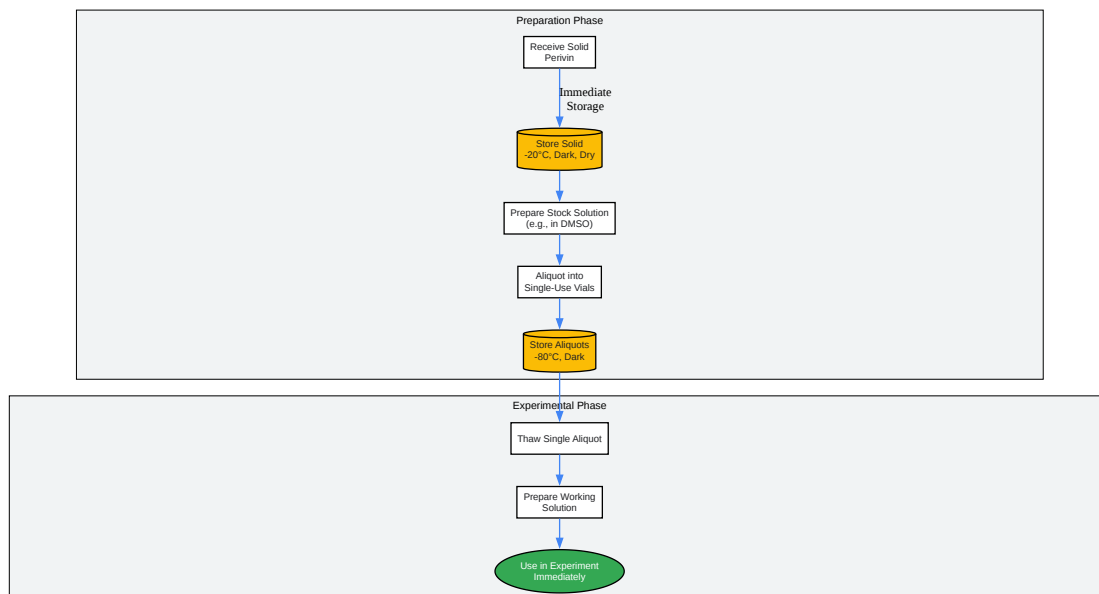 Preparation Phase
Receive Solid
Perivin
Immediate
Storage
Store Solid
-20°C, Dark, Dry
Prepare Stock Solution
(e.g., in DMSO)
Aliquot into
Single-Use Vials
Store Aliquots
-80°C, Dark
Experimental Phase
Thaw Single Aliquot
Prepare Working
Solution
Use in Experiment
Immediately